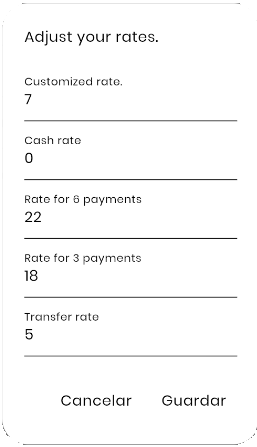 Adjust your rates.
Customized rate.
7
Cash rate
0
Rate for 6 payments
22
Rate for 3 payments
18
Transfer rate
5
Cancelar Guardar